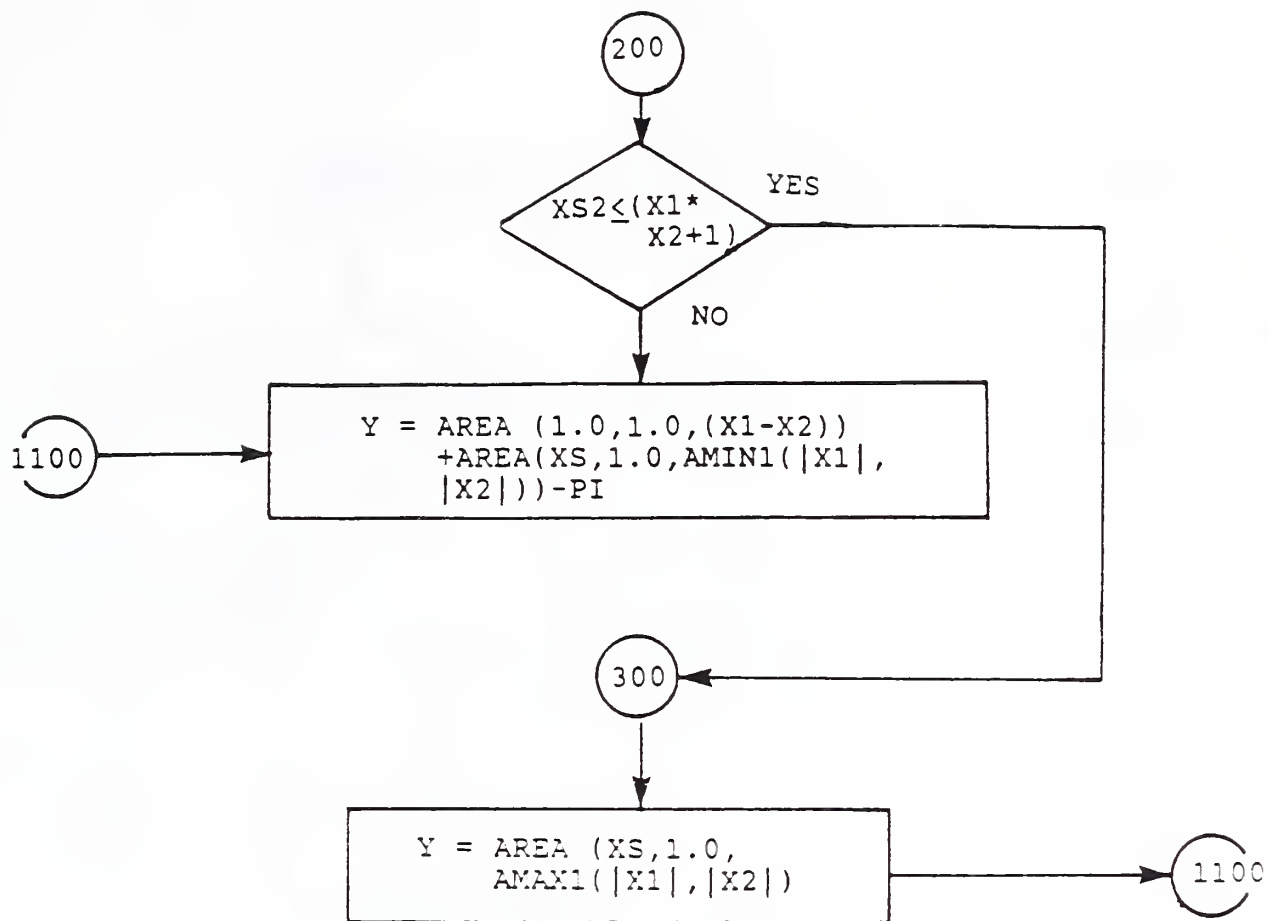 200
XS2≤(X1*
X2+1)
YES
NO
1100
Y = AREA (1.0,1.0,(X1-X2))
+AREA(XS,1.0,AMIN1(|X1|,
|X2|))-PI
300
Y = AREA (XS,1.0,
AMAX1(|X1|,|X2|)
1100